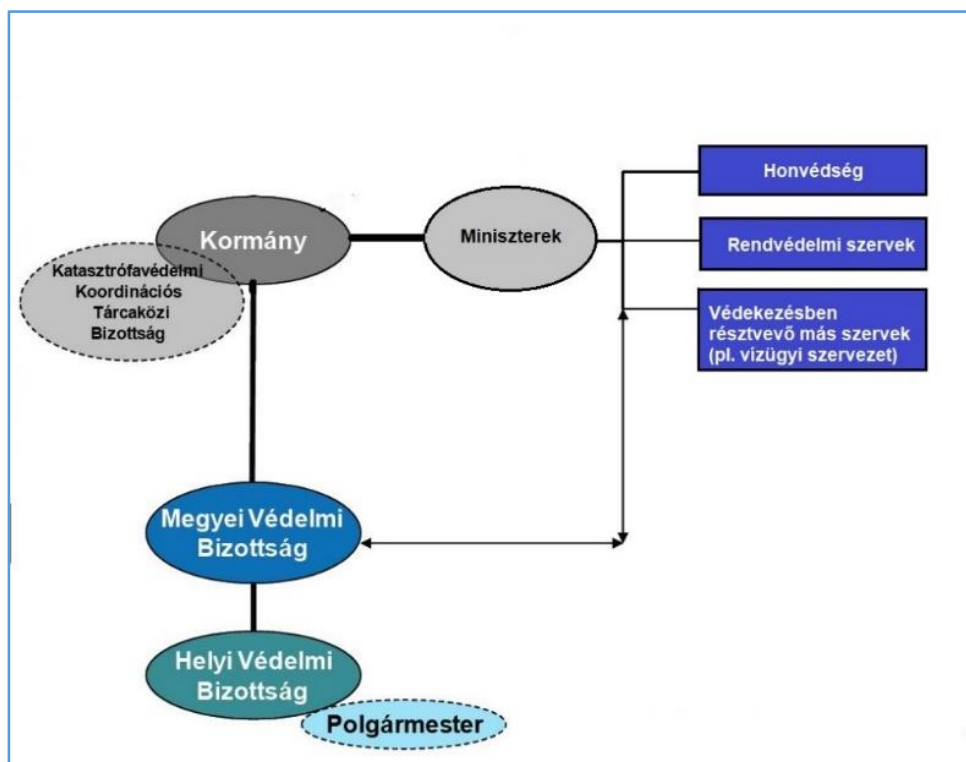 Kormány
Miniszterek
Honvédség
Rendvédelmi szervek
Védekezésben
résztvevő más szervek
(pl. vízügyi szervezet)
Katasztrófavédelmi
Koordinációs
Tárcaközi
Bizottság
Megyei Védelmi
Bizottság
Helyi Védelmi
Bizottság
Polgármester